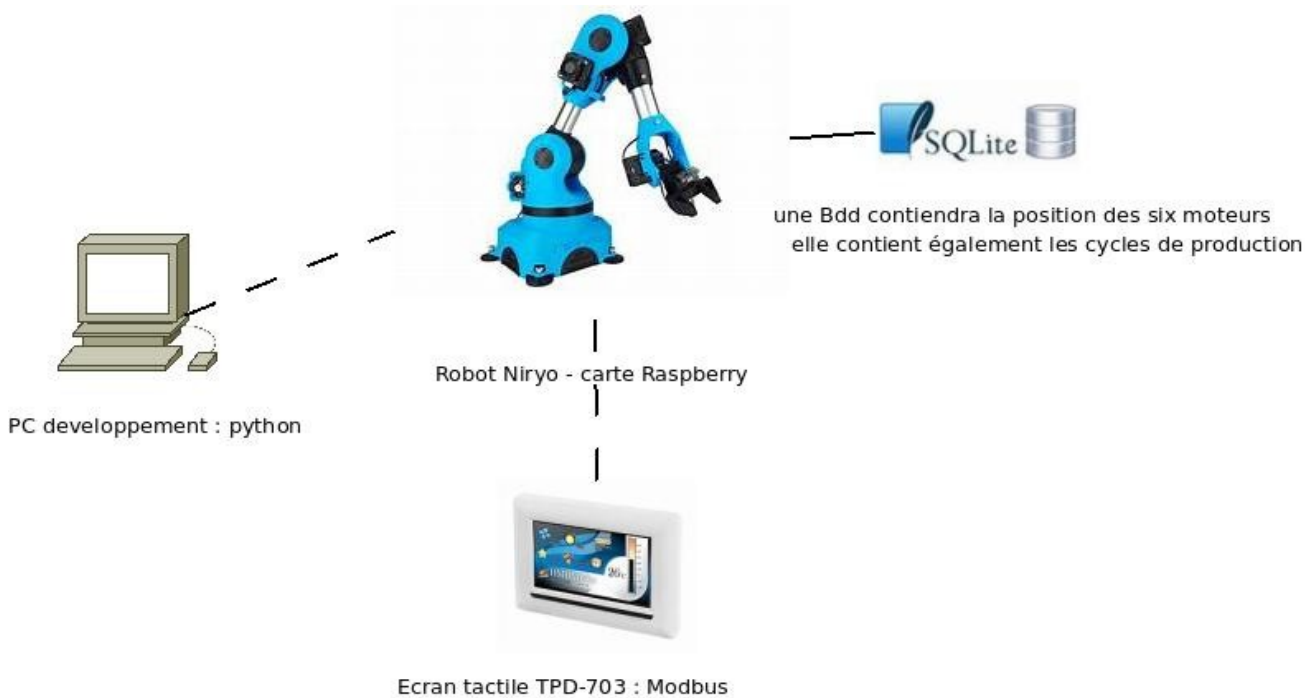 SQLite
une Bdd contiendra la position des six moteurs
elle contient également les cycles de production
Robot Niryo - carte Raspberry
PC developpement : python
Ecran tactile TPD-703 : Modbus